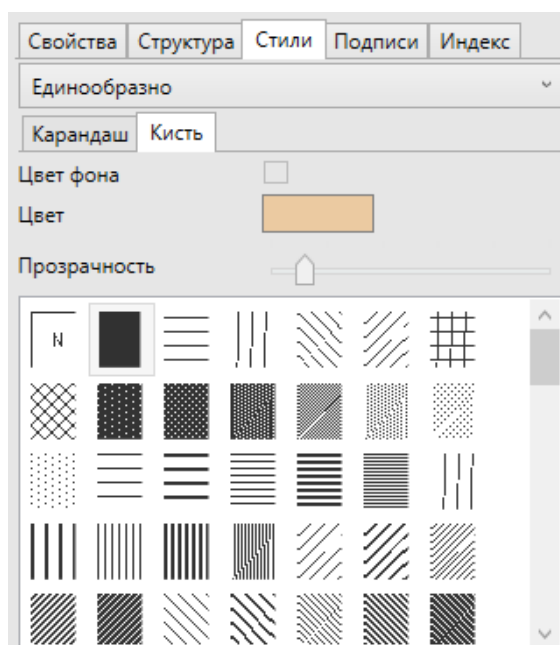 Свойства Структура Стили Подписи Индекс
Единообразно
Карандаш Кисть
Цвет фона
Цвет
Прозрачность
N